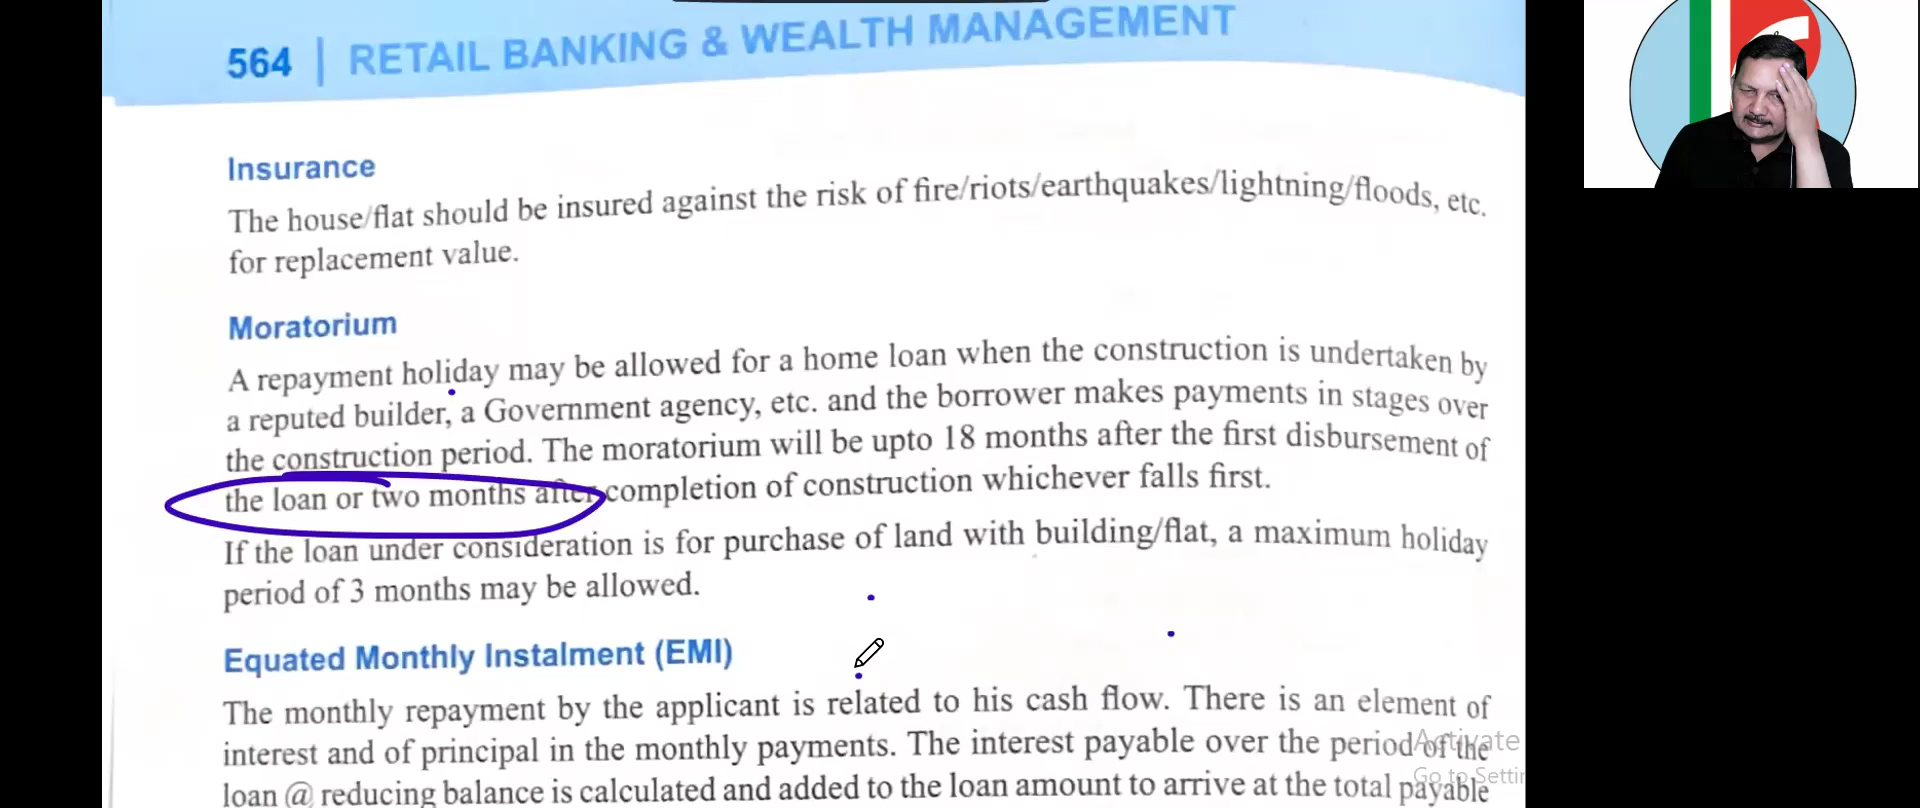 564 | RETAIL BANKING & WEALTH MANAGEMENT
Insurance
The house/flat should be insured against the risk of fire/riots/earthquakes/lightning/floods, etc.
for replacement value.
Moratorium
A repayment holiday may be allowed for a home loan when the construction is undertaken by
a reputed builder, a Government agency, etc. and the borrower makes payments in stages over
the construction period. The moratorium will be upto 18 months after the first disbursement of
the loan or two months after completion of construction whichever falls first.
If the loan under consideration is for purchase of land with building/flat, a maximum holiday
period of 3 months may be allowed.
Equated Monthly Instalment (EMI)
The monthly repayment by the applicant is related to his cash flow. There is an element of
interest and of principal in the monthly payments. The interest payable over the period of the
loan @ reducing balance is calculated and added to the loan amount to arrive at the total payable
Activate
Go to Settin